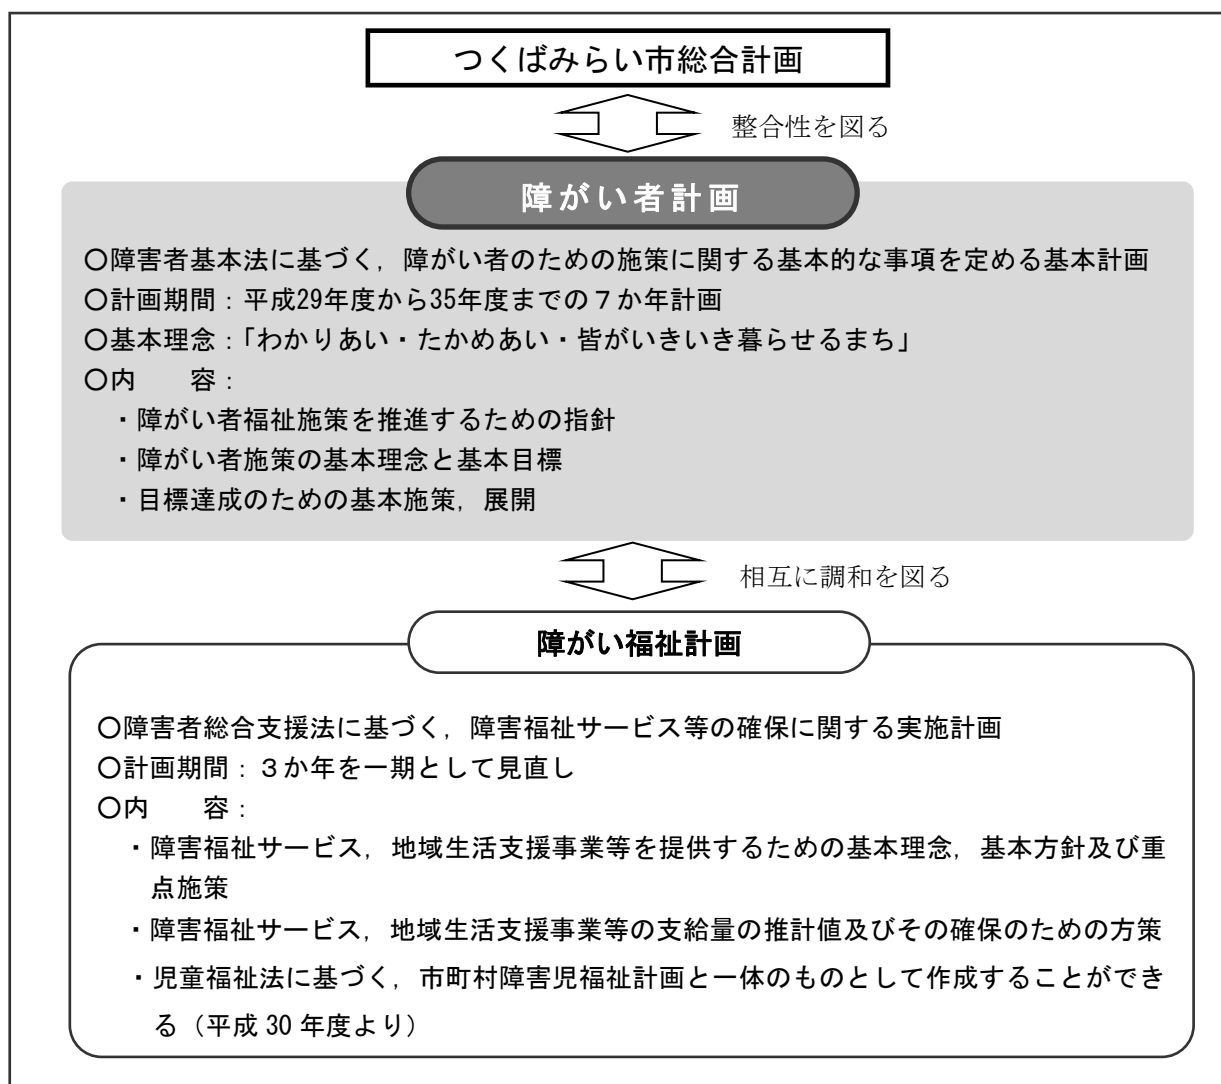 つくばみらい市総合計画
整合性を図る
障がい者計画
〇障害者基本法に基づく，障がい者のための施策に関する基本的な事項を定める基本計画
〇計画期間：平成29年度から35年度までの７か年計画
〇基本理念：「わかりあい・たかめあい・皆がいきいき暮らせるまち」
〇内　　容：
・障がい者福祉施策を推進するための指針
・障がい者施策の基本理念と基本目標
・目標達成のための基本施策，展開
相互に調和を図る
障がい福祉計画
〇障害者総合支援法に基づく，障害福祉サービス等の確保に関する実施計画
〇計画期間：３か年を一期として見直し
〇内　　容：
・障害福祉サービス，地域生活支援事業等を提供するための基本理念，基本方針及び重
点施策
・障害福祉サービス，地域生活支援事業等の支給量の推計値及びその確保のための方策
・児童福祉法に基づく，市町村障害児福祉計画と一体のものとして作成することができ
る（平成 30 年度より）